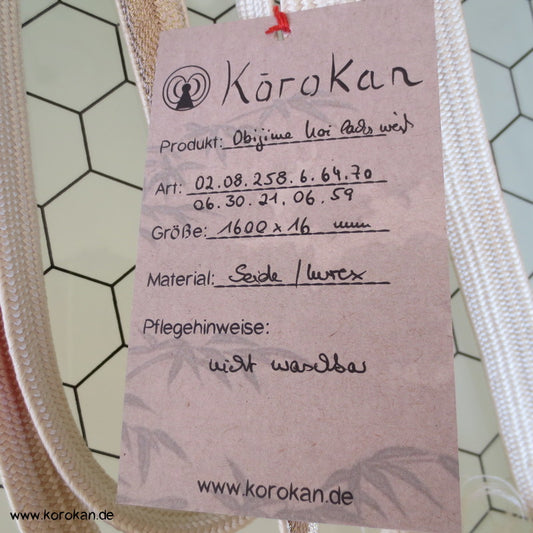 Kōrokan
Produkt: Obijime Koi Lachs weiß
Art: 02.08.258.6.64.70
06.30.21.06.59
Größe: 1600 x 16 mm
Material: Seide / Lurex
Pflegehinweise:
nicht waschbar
www.korokan.de
www.korokan.de